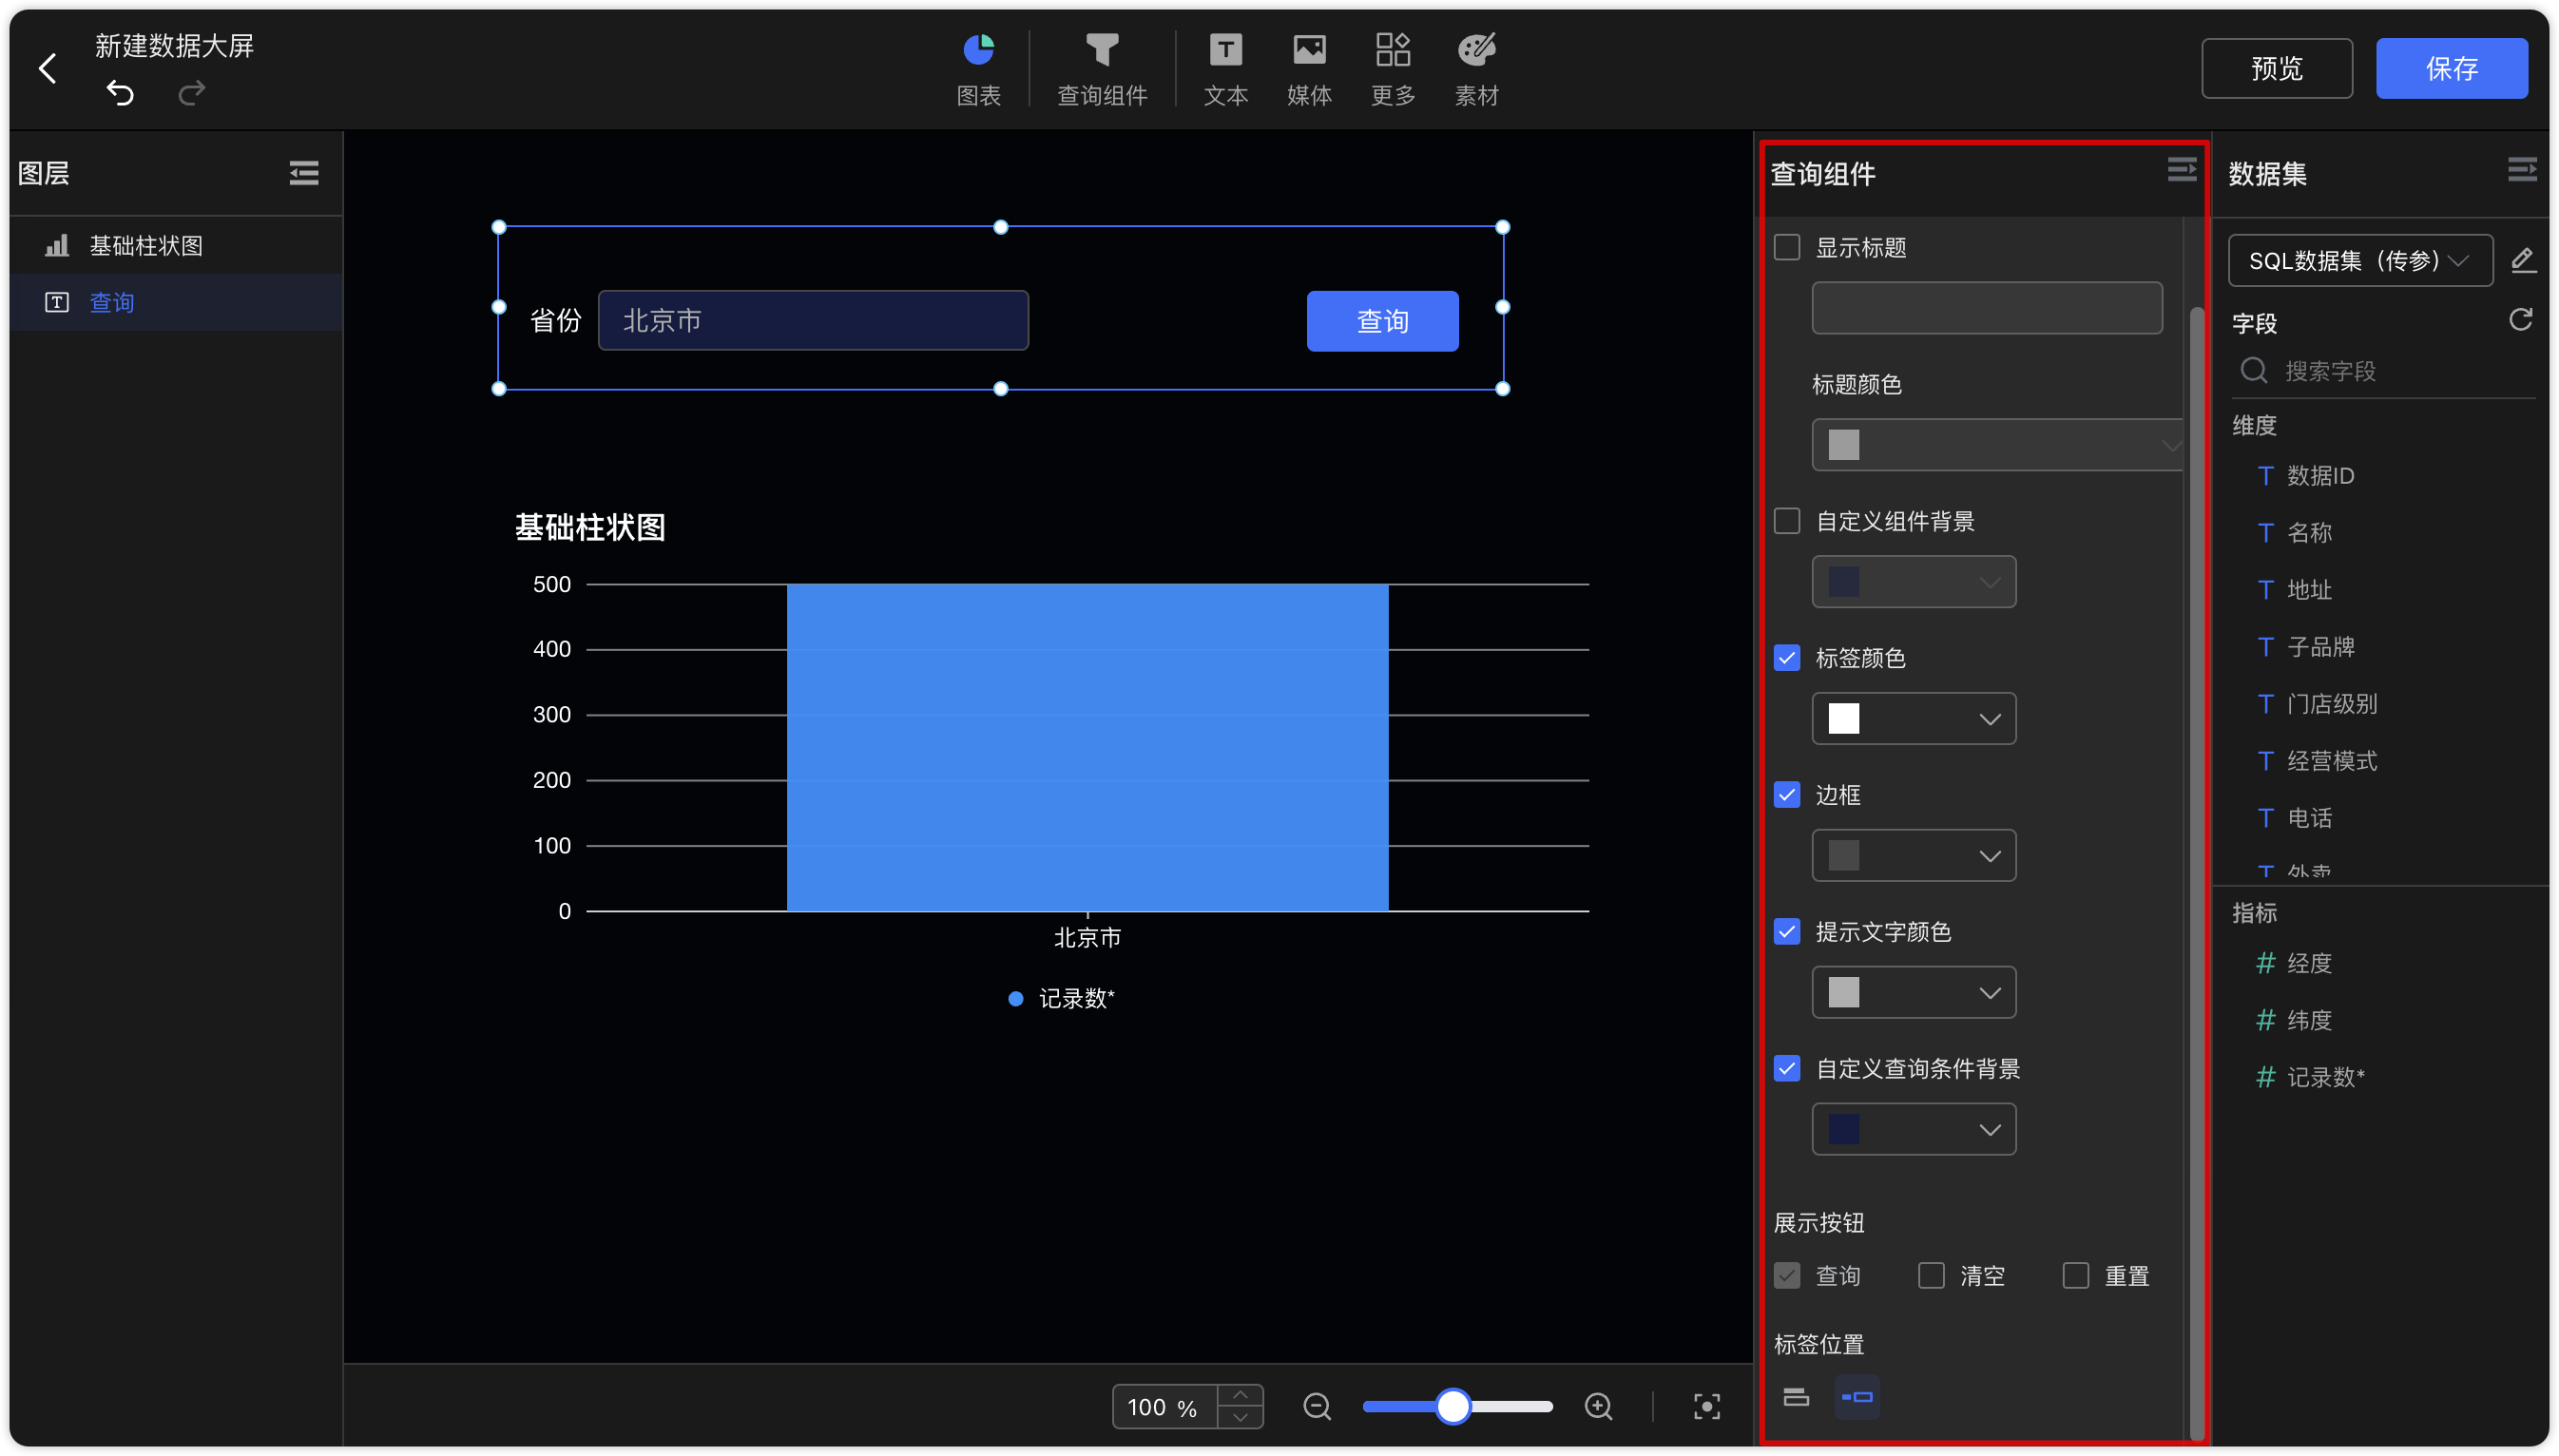 新建数据大屏
图表
查询组件
文本
媒体
更多
素材
预览
保存
图层
基础柱状图
查询
省份
北京市
查询
基础柱状图
500
400
300
200
100
0
北京市
记录数*
100 %
查询组件
显示标题
标题颜色
自定义组件背景
标签颜色
边框
提示文字颜色
自定义查询条件背景
展示按钮
查询 清空 重置
标签位置
数据集
SQL数据集（传参）
字段
搜索字段
维度
T 数据ID
T 名称
T 地址
T 子品牌
T 门店级别
T 经营模式
T 电话
T 外卖
指标
# 经度
# 纬度
# 记录数*